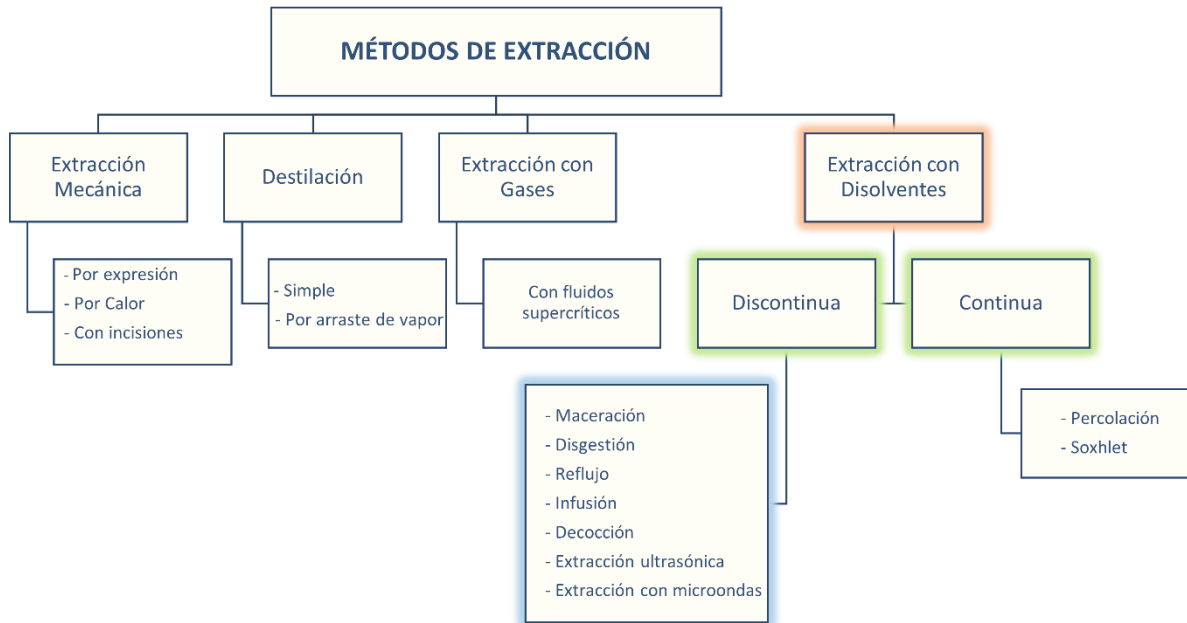 MÉTODOS DE EXTRACCIÓN
Extracción
Mecánica
Destilación
Extracción con
Gases
Extracción con
Disolventes
- Por expresión
- Por Calor
- Con incisiones
- Simple
- Por arraste de vapor
Con fluidos
supercríticos
Discontinua
Continua
- Maceración
- Disgestión
- Reflujo
- Infusión
- Decocción
- Extracción ultrasónica
- Extracción con microondas
- Percolación
- Soxhlet